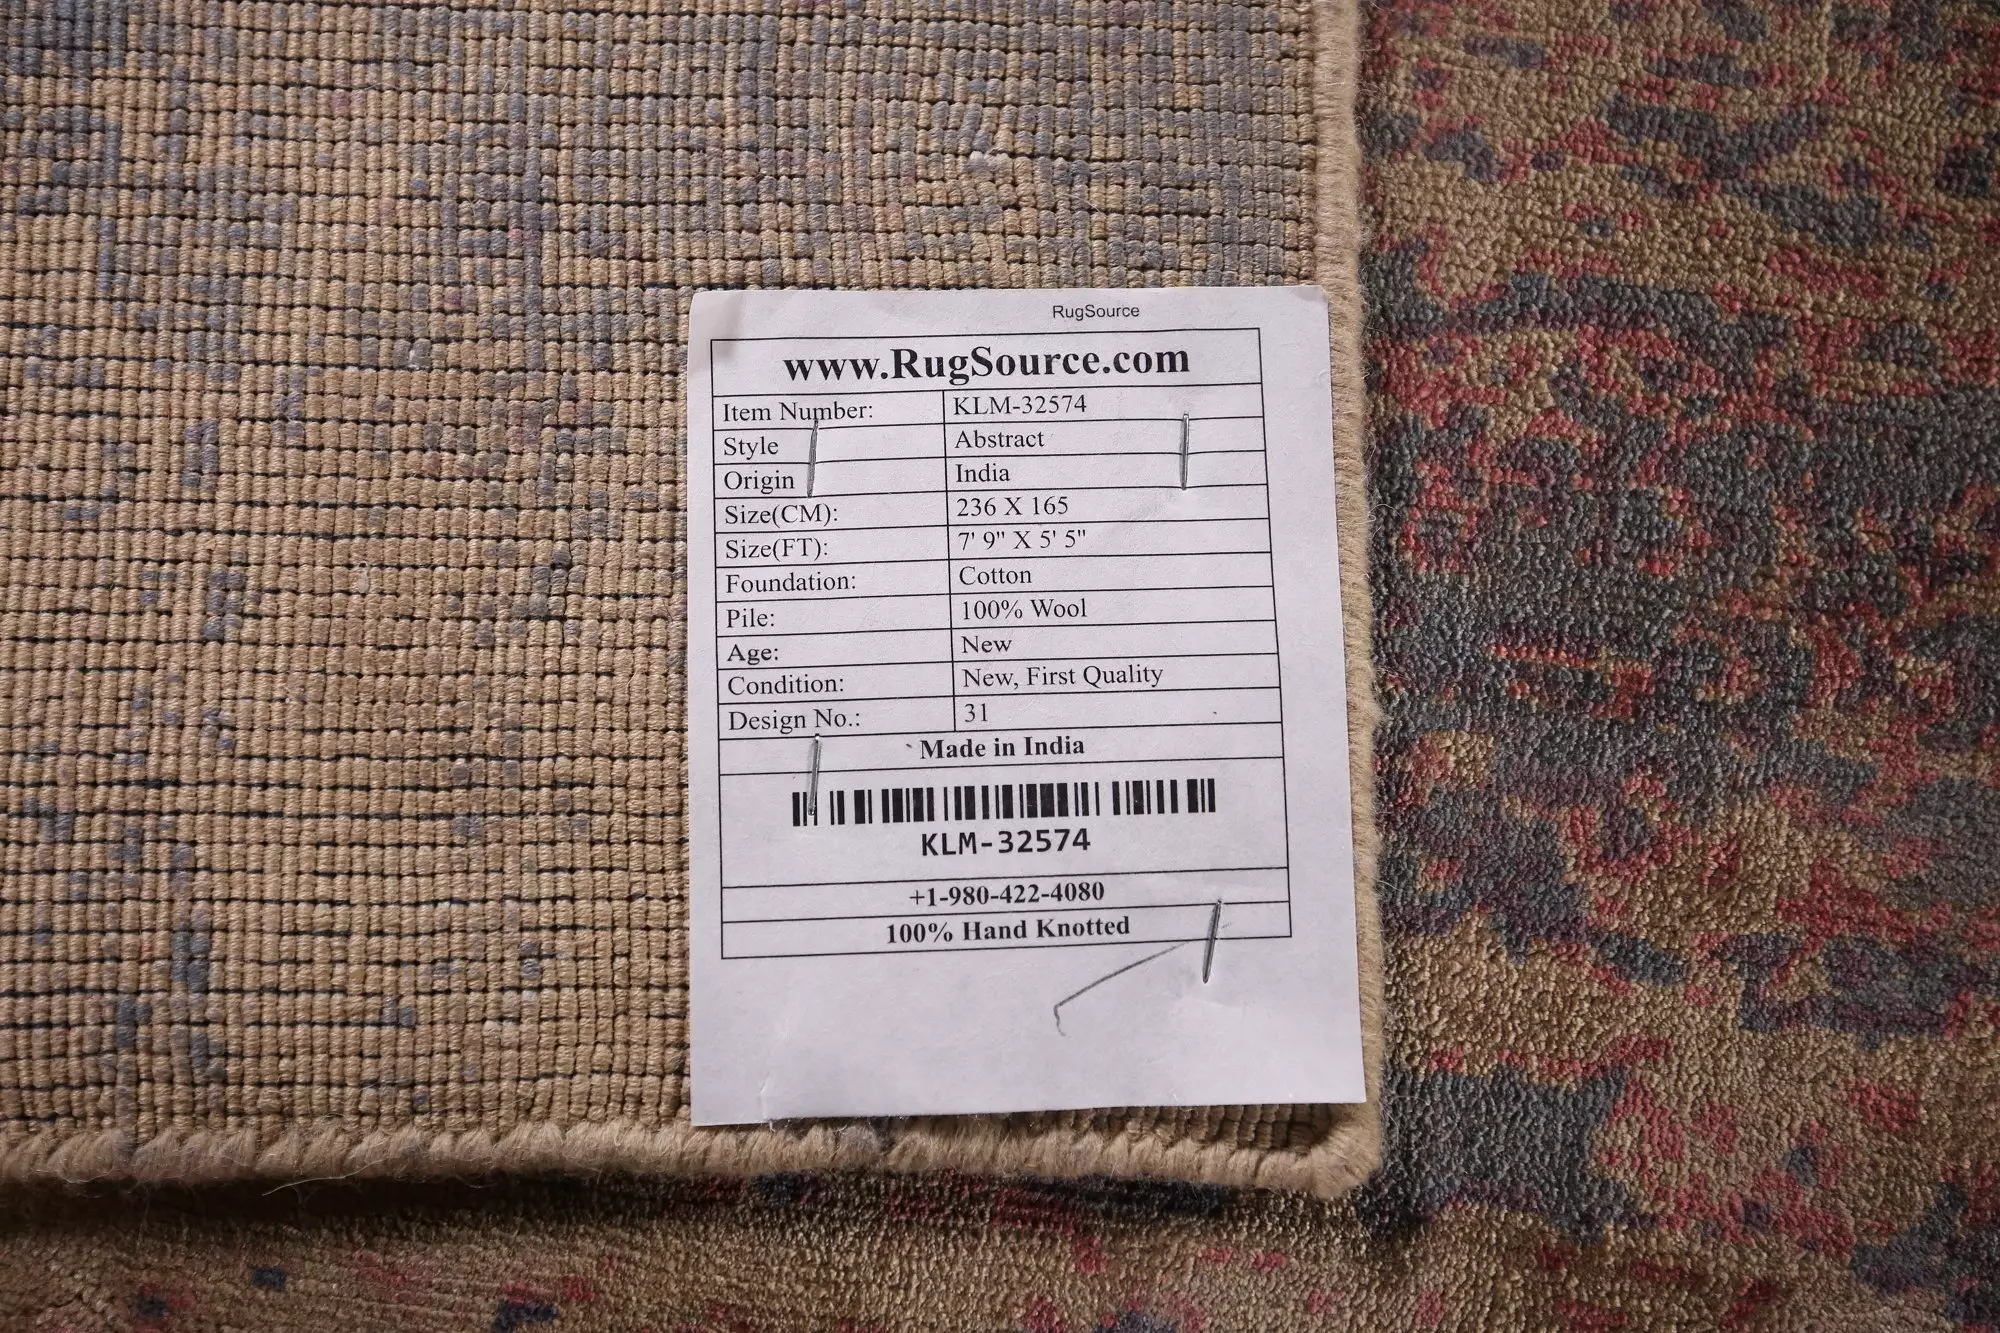 RugSource
www.RugSource.com
Item Number: KLM-32574
Style Abstract
Origin India
Size(CM): 236 X 165
Size(FT): 7' 9" X 5' 5"
Foundation: Cotton
Pile: 100% Wool
Age: New
Condition: New, First Quality
Design No.: 31
Made in India
KLM-32574
+1-980-422-4080
100% Hand Knotted